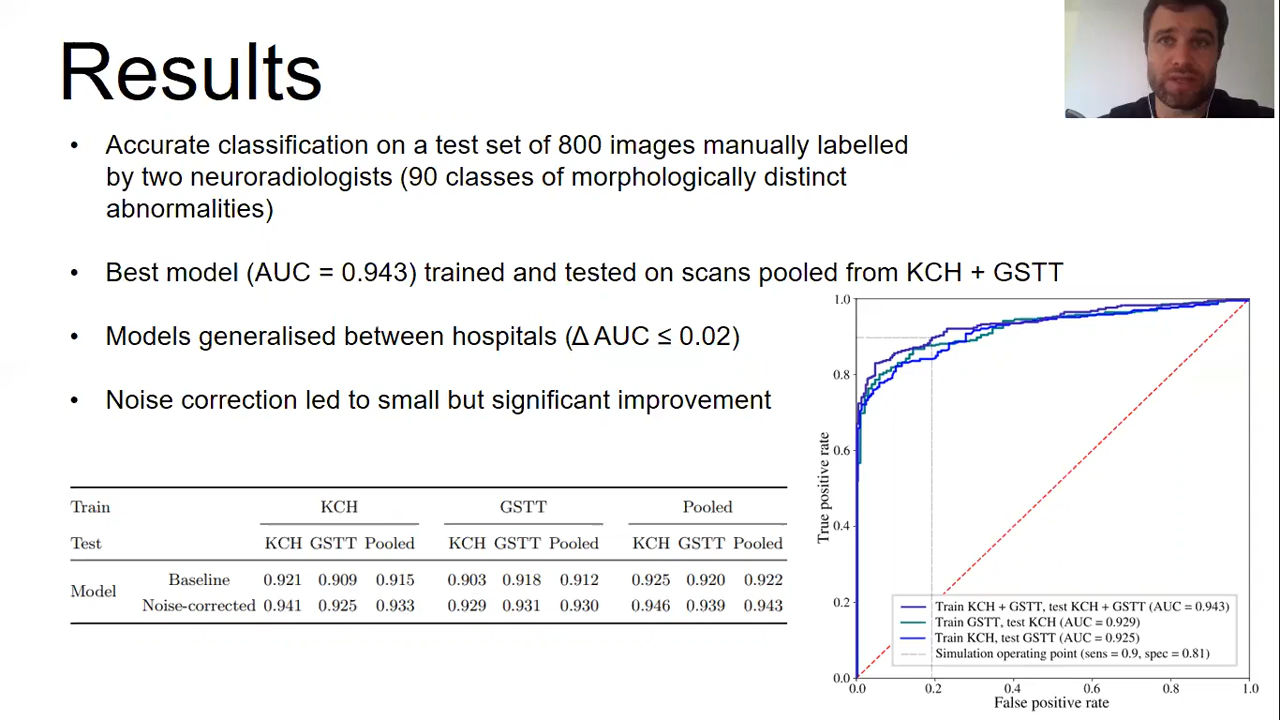 Results
• Accurate classification on a test set of 800 images manually labelled
by two neuroradiologists (90 classes of morphologically distinct
abnormalities)
• Best model (AUC = 0.943) trained and tested on scans pooled from KCH + GSTT
• Models generalised between hospitals (Δ AUC ≤ 0.02)
• Noise correction led to small but significant improvement
Train KCH GSTT Pooled
Test KCH GSTT Pooled KCH GSTT Pooled KCH GSTT Pooled
Model
Baseline 0.921 0.909 0.915 0.903 0.918 0.912 0.925 0.920 0.922
Noise-corrected 0.941 0.925 0.933 0.929 0.931 0.930 0.946 0.939 0.943
True positive rate
1.0
0.8
0.6
0.4
0.2
0.0
Train KCH + GSTT, test KCH + GSTT (AUC = 0.943)
Train GSTT, test KCH (AUC = 0.929)
Train KCH, test GSTT (AUC = 0.925)
Simulation operating point (sens = 0.9, spec = 0.81)
0.0 0.2 0.4 0.6 0.8 1.0
False positive rate